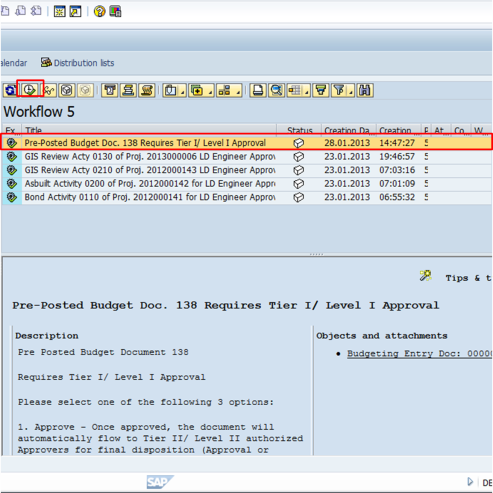 alendar Distribution lists
Workflow 5
Ex... Title Status Creation Da... Creation ... P At... Co... W...
Pre-Posted Budget Doc. 138 Requires Tier I/ Level I Approval 28.01.2013 14:47:27 5
GIS Review Acty 0130 of Proj. 2013000006 LD Engineer Approv 23.01.2013 19:46:57 5
GIS Review Acty 0210 of Proj. 2012000143 LD Engineer Approv 23.01.2013 07:03:16 5
Asbuilt Activity 0200 of Proj. 2012000142 for LD Engineer Approv 23.01.2013 07:01:09 5
Bond Activity 0110 of Proj. 2012000141 for LD Engineer Approv 23.01.2013 06:55:32 5
Tips & t
Pre-Posted Budget Doc. 138 Requires Tier I/ Level I Approval
Description
Pre Posted Budget Document 138
Requires Tier I/ Level I Approval
Please select one of the following 3 options:
1. Approve - Once approved, the document will
automatically flow to Tier II/ Level II authorized
Approvers for final disposition (Approval or
Objects and attachments
• Budgeting Entry Doc: 00000
SAP
DE